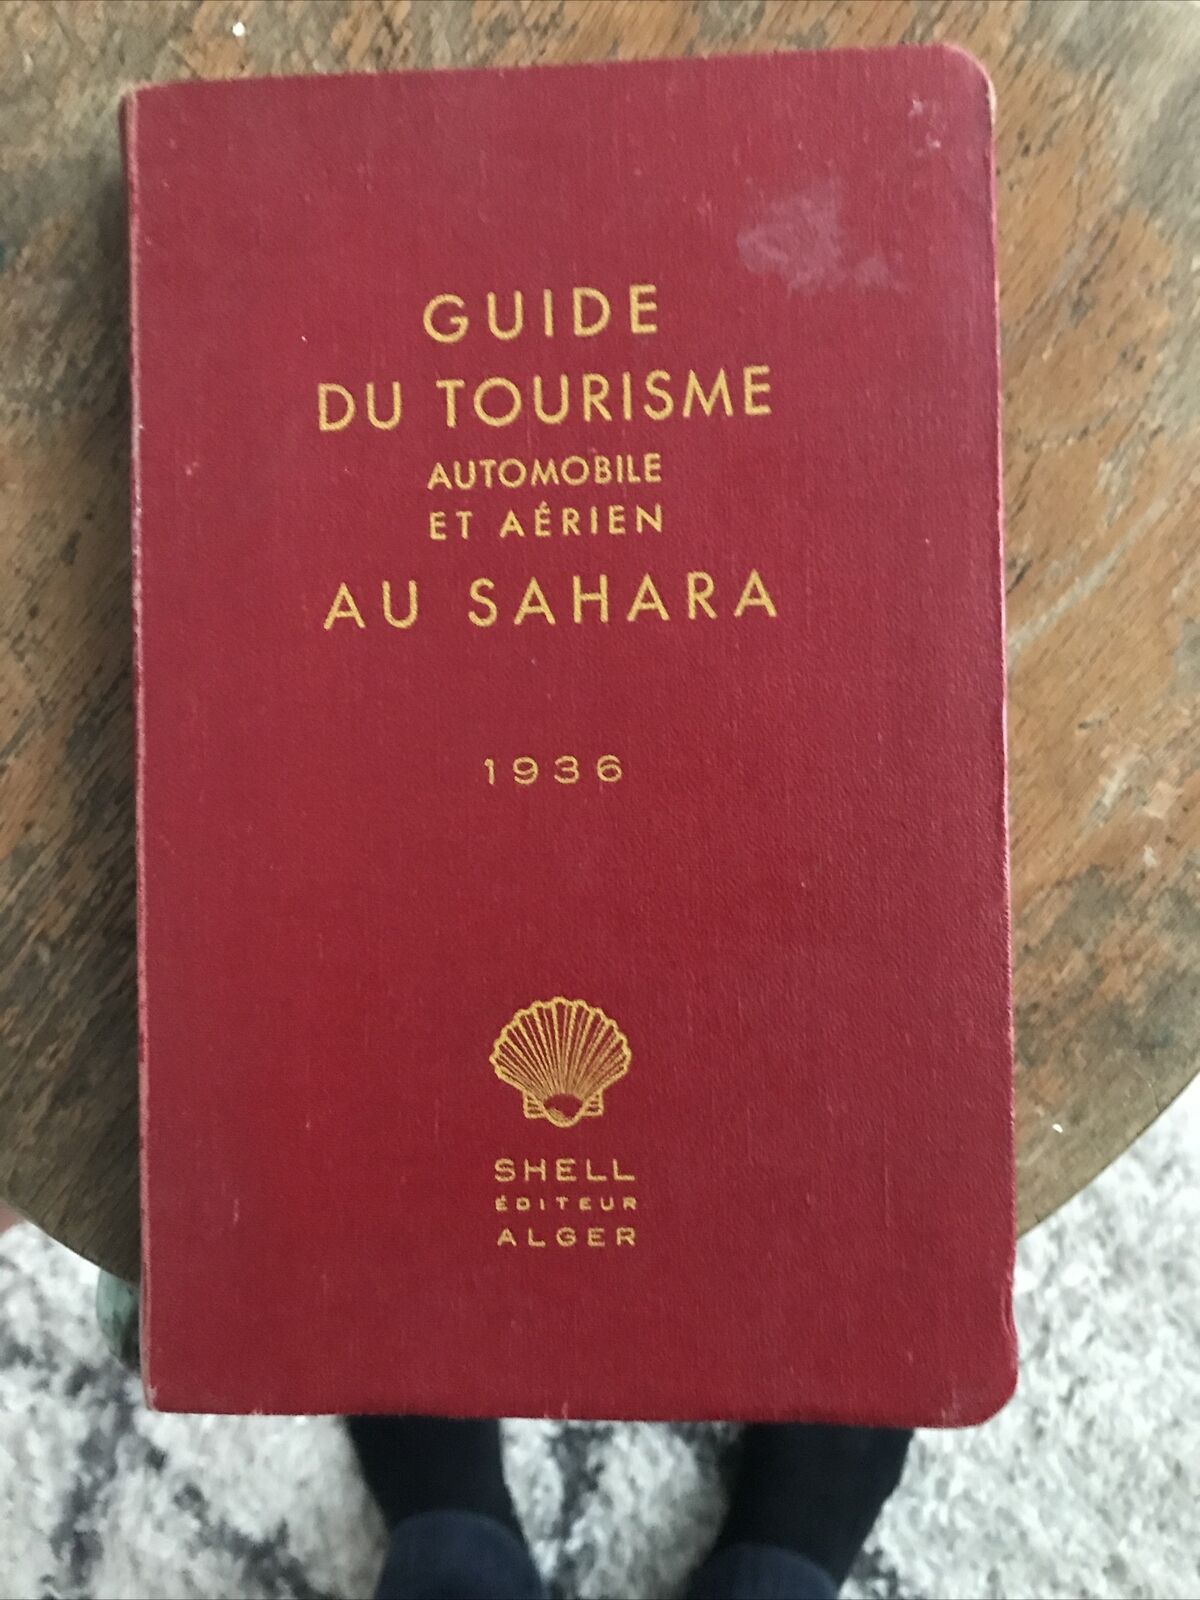 GUIDE
DU TOURISME
AUTOMOBILE
ET AÉRIEN
AU SAHARA
1936
SHELL
ÉDITEUR
ALGER